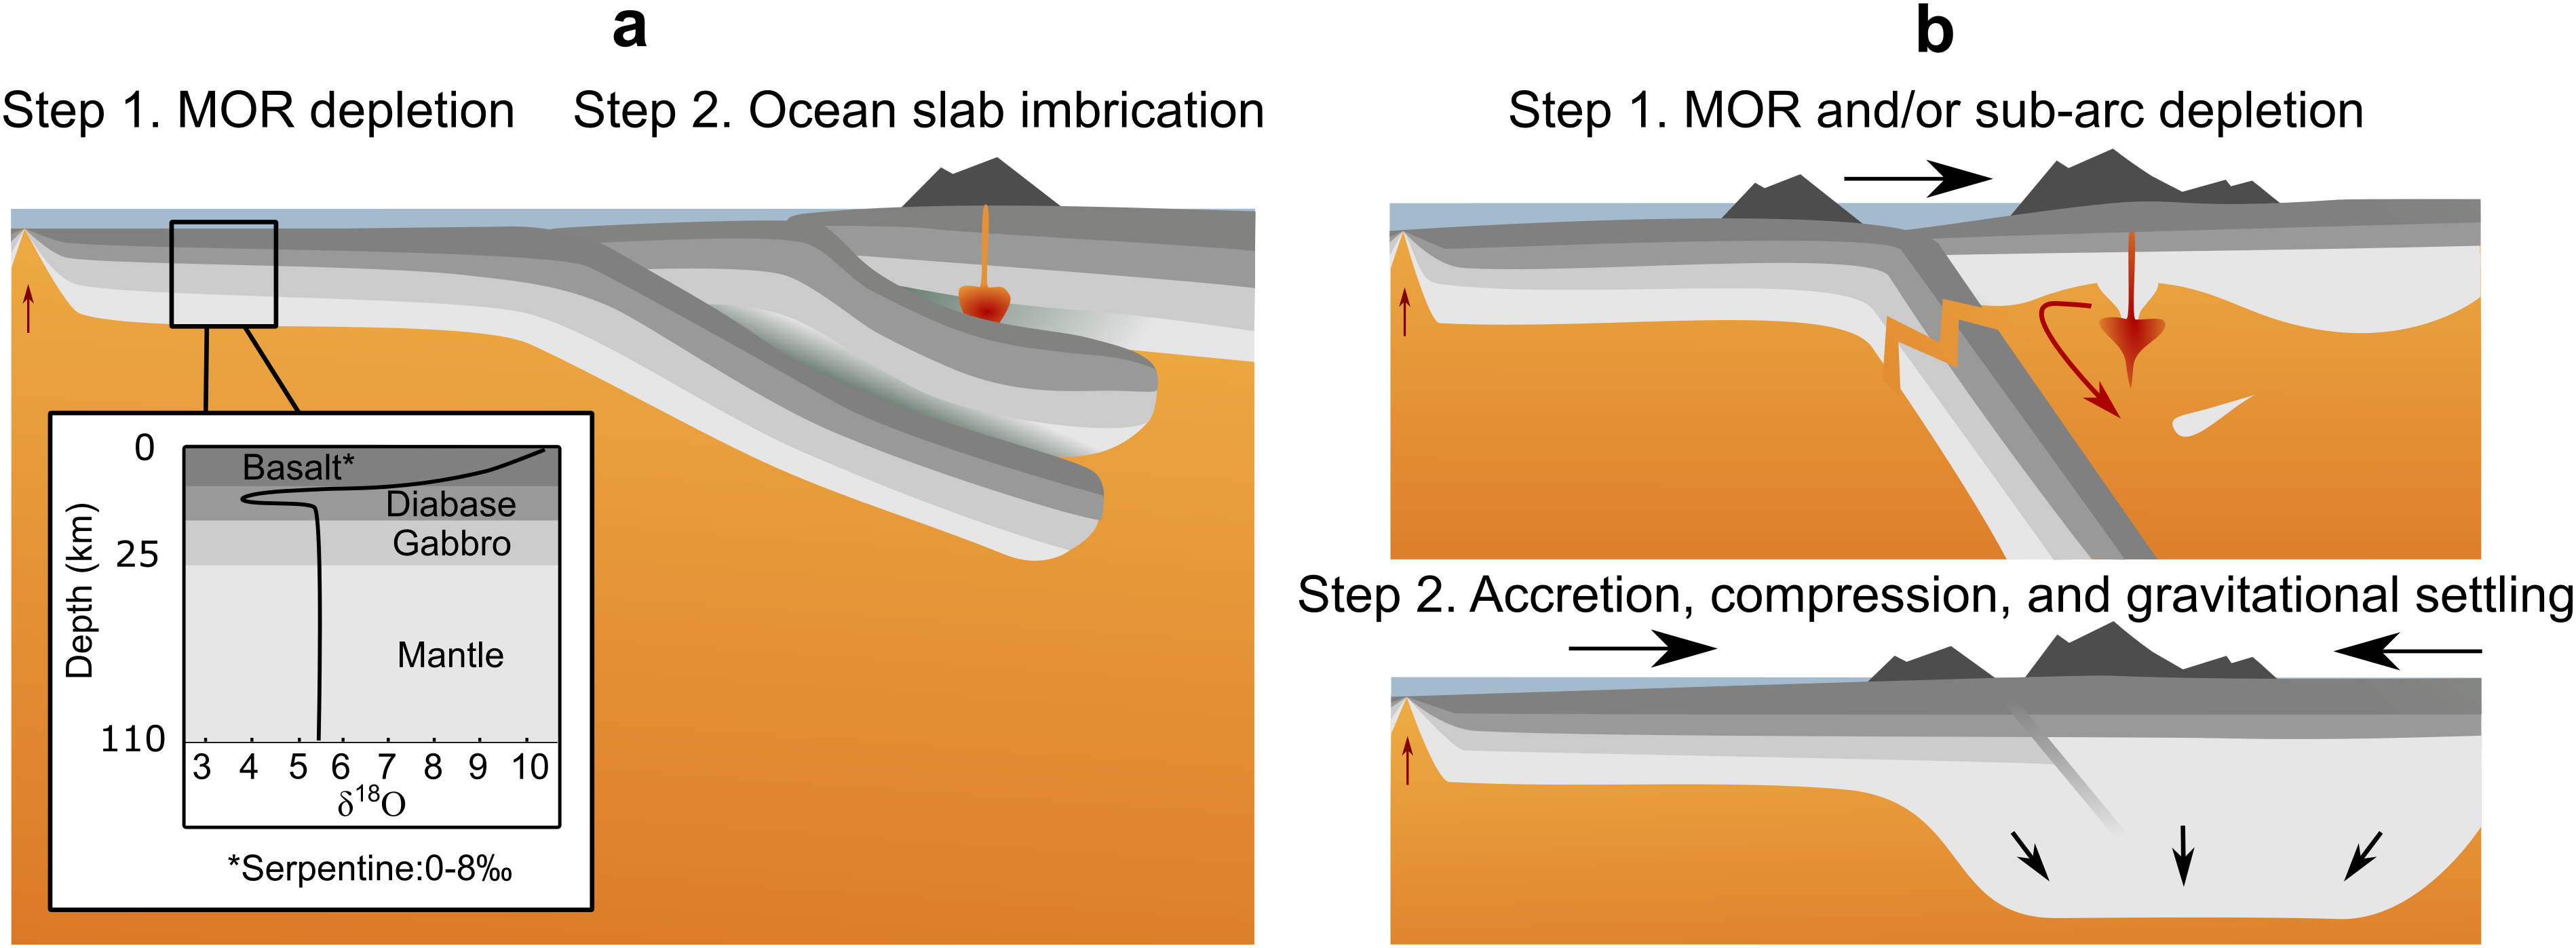 a
Step 1. MOR depletion
Step 2. Ocean slab imbrication
Depth (km)
0
25
110
Basalt*
Diabase
Gabbro
Mantle
3 4 5 6 7 8 9 10
δ¹⁸O
*Serpentine:0-8‰
b
Step 1. MOR and/or sub-arc depletion
Step 2. Accretion, compression, and gravitational settling